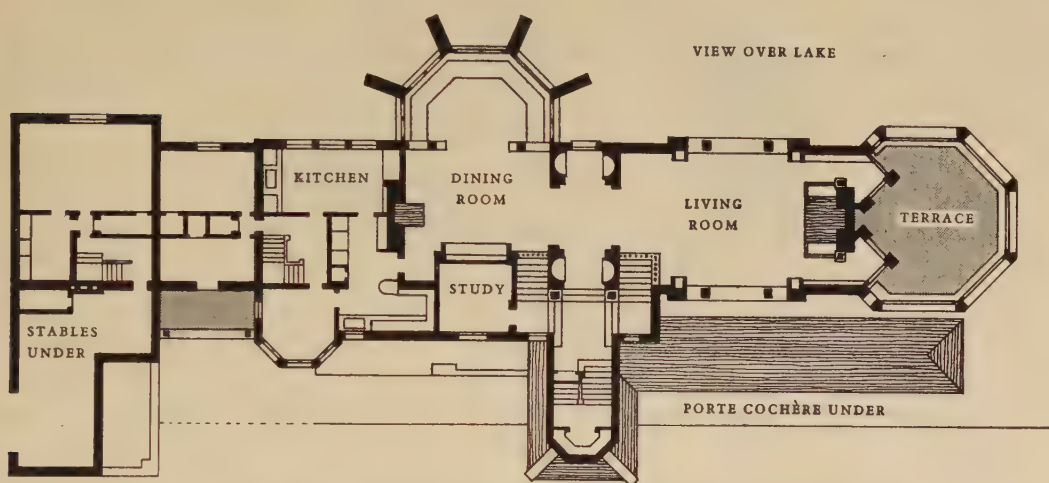 VIEW OVER LAKE
KITCHEN
DINING
ROOM
LIVING
ROOM
TERRACE
STUDY
STABLES
UNDER
PORTE COCHÈRE UNDER